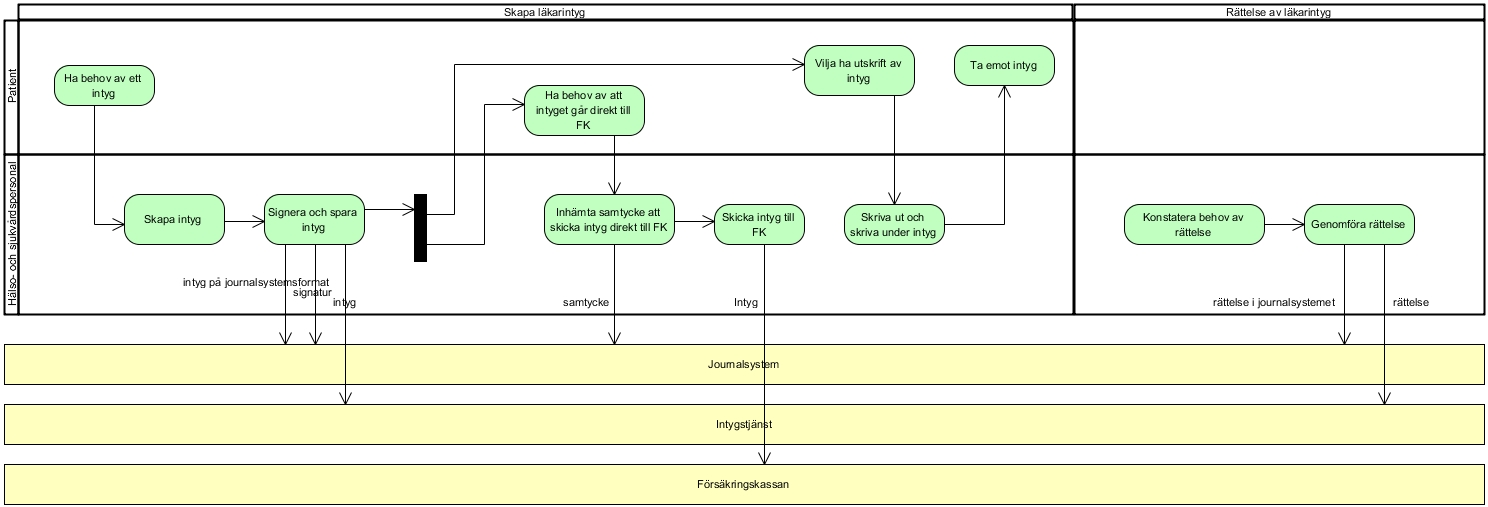 Skapa läkarintyg
Rättelse av läkarintyg
Patient
Ha behov av ett
intyg
Ha behov av att
intyget går direkt till
FK
Vilja ha utskrift av
intyg
Ta emot intyg
Hälso- och sjukvårdspersonal
Skapa intyg
Signera och spara
intyg
Inhämta samtycke att
skicka intyg direkt till FK
Skicka intyg till
FK
Skriva ut och
skriva under intyg
Konstatera behov av
rättelse
Genomföra rättelse
intyg på journalsystemsformat
signatur
intyg
samtycke
Intyg
rättelse i journalsystemet
rättelse
Journalsystem
Intygstjänst
Försäkringskassan